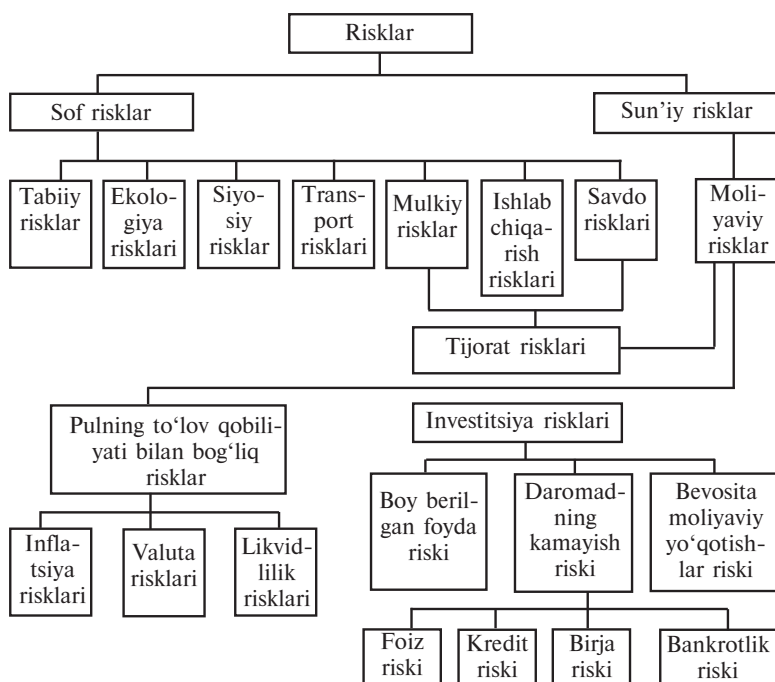 Risklar
Sof risklar
Sun’iy risklar
Tabiiy
risklar
Ekolo-
giya
risklari
Siyo-
siy
risklar
Trans-
port
risklari
Mulkiy
risklar
Ishlab
chiqa-
rish
risklari
Savdo
risklari
Moli-
yaviy
risklar
Tijorat risklari
Pulning to‘lov qobili-
yati bilan bog‘liq
risklar
Investitsiya risklari
Boy beril-
gan foyda
riski
Daromad-
ning
kamayish
riski
Bevosita
moliyaviy
yo‘qotish-
lar riski
Infla-
tsiya
risklari
Valuta
risklari
Likvid-
lilik
risklari
Foiz
riski
Kredit
riski
Birja
riski
Bankrotlik
riski